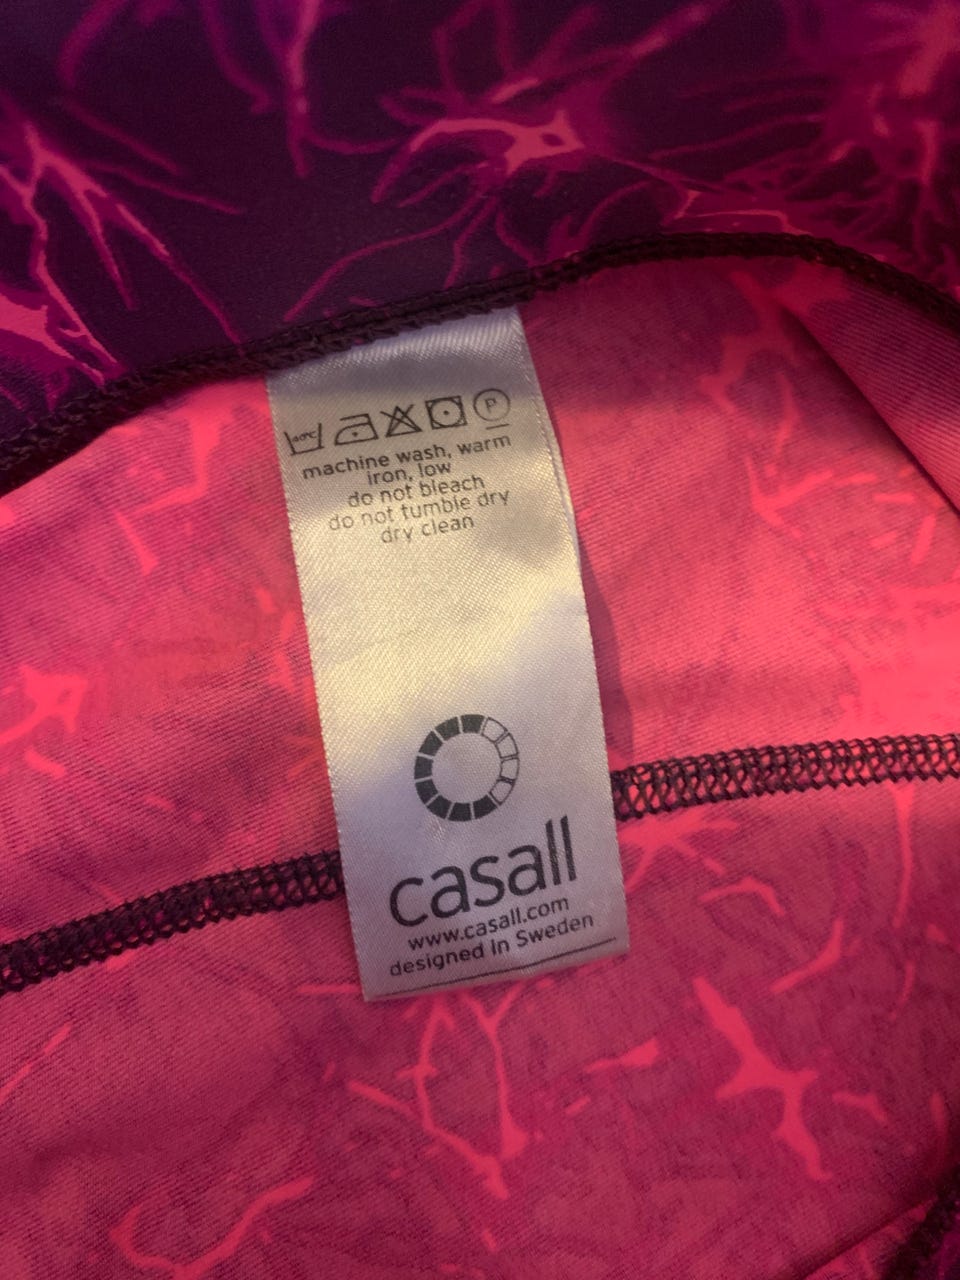 40°C P
machine wash, warm
iron, low
do not bleach
do not tumble dry
dry clean
casall
www.casall.com
designed in Sweden